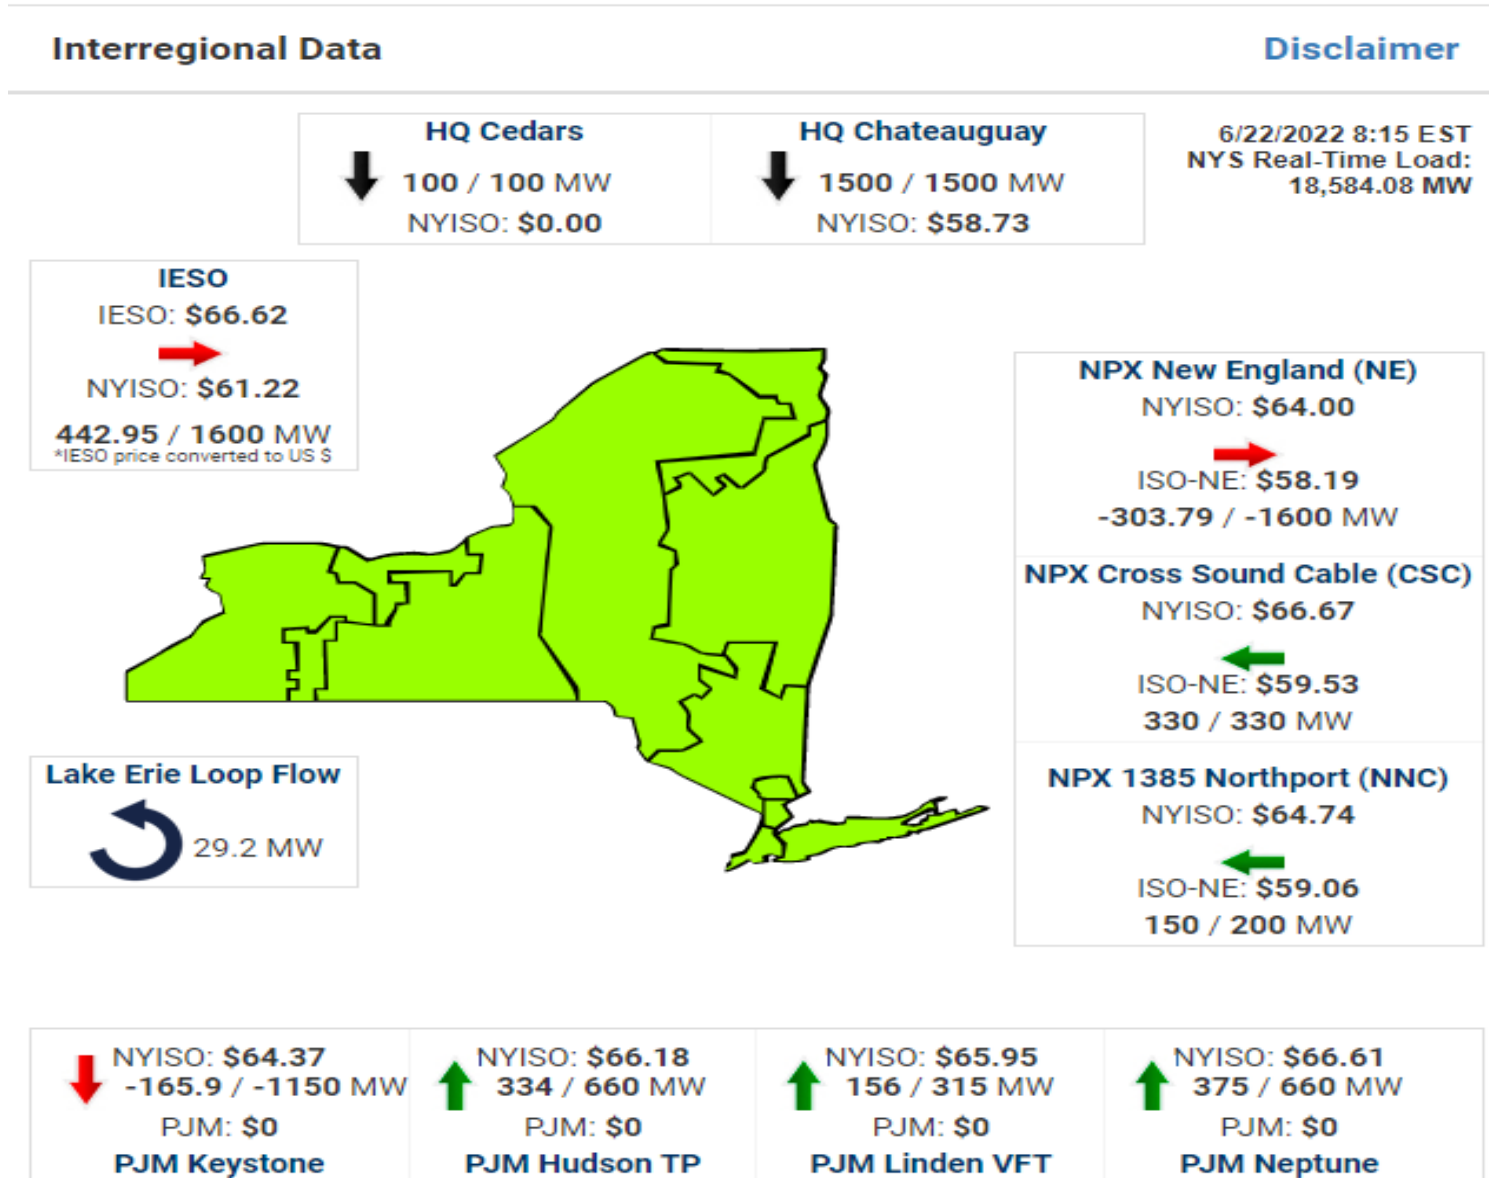 Interregional Data
Disclaimer
HQ Cedars
100 / 100 MW
NYISO: $0.00
HQ Chateauguay
1500 / 1500 MW
NYISO: $58.73
6/22/2022 8:15 EST
NYS Real-Time Load:
18,584.08 MW
IESO
IESO: $66.62
NYISO: $61.22
442.95 / 1600 MW
*IESO price converted to US $
NPX New England (NE)
NYISO: $64.00
ISO-NE: $58.19
-303.79 / -1600 MW
NPX Cross Sound Cable (CSC)
NYISO: $66.67
ISO-NE: $59.53
330 / 330 MW
NPX 1385 Northport (NNC)
NYISO: $64.74
ISO-NE: $59.06
150 / 200 MW
Lake Erie Loop Flow
29.2 MW
NYISO: $64.37
-165.9 / -1150 MW
PJM: $0
PJM Keystone
NYISO: $66.18
334 / 660 MW
PJM: $0
PJM Hudson TP
NYISO: $65.95
156 / 315 MW
PJM: $0
PJM Linden VFT
NYISO: $66.61
375 / 660 MW
PJM: $0
PJM Neptune